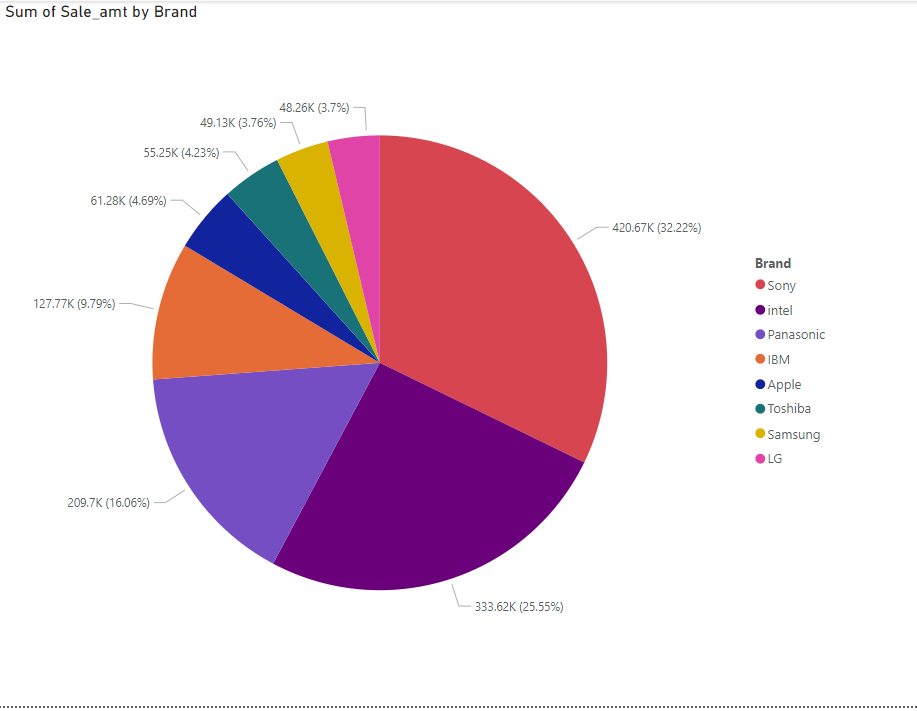 Sum of Sale_amt by Brand
48.26K (3.7%)
49.13K (3.76%)
55.25K (4.23%)
61.28K (4.69%)
127.77K (9.79%)
209.7K (16.06%)
333.62K (25.55%)
420.67K (32.22%)
Brand
Sony
intel
Panasonic
IBM
Apple
Toshiba
Samsung
LG